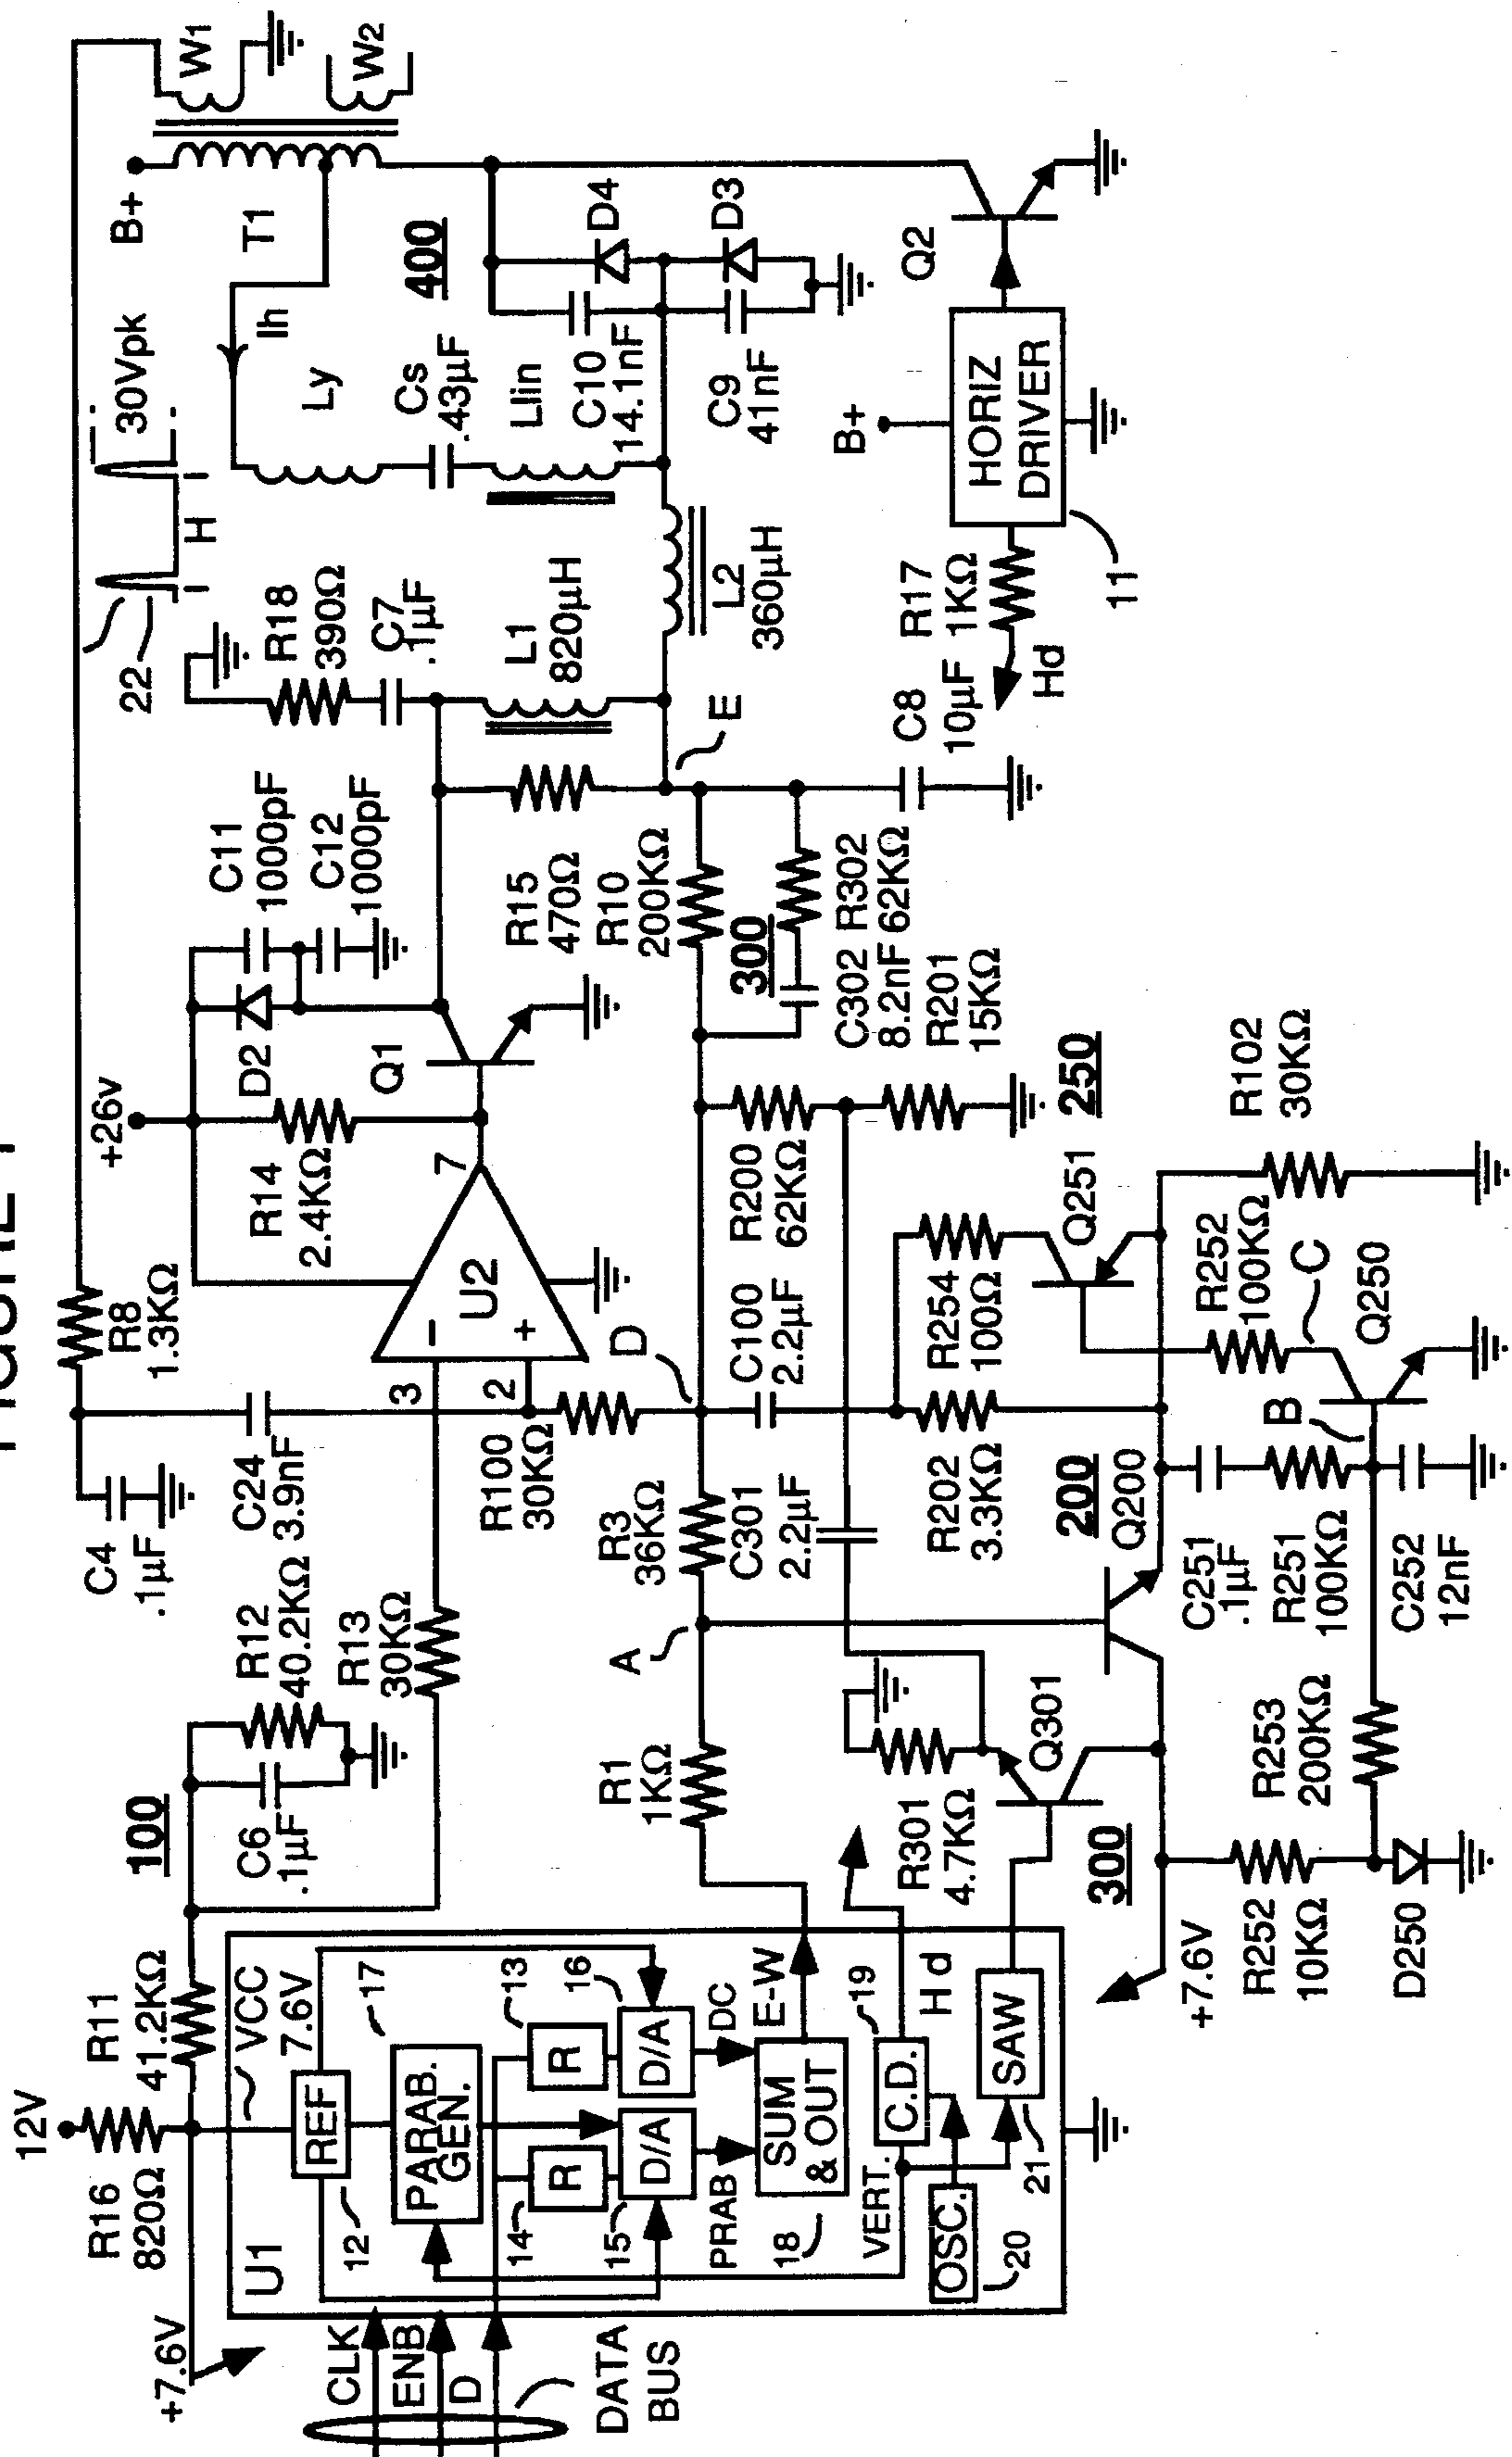 FIGURE 1
12V
R16
820Ω
+7.6V
R11
41.2KΩ
100
C6
.1µF
R12
40.2KΩ
R13
30KΩ
C4
.1µF
C24
3.9nF
R8
1.3KΩ
R100
30KΩ
3
2
−
+
U2
7
+26v
R14
2.4KΩ
D2
C11
1000pF
C12
1000pF
Q1
22
H
30Vpk
R18
390Ω
C7
.1µF
L1
820µH
R15
470Ω
B+
T1
W1
W2
Ih
Ly
Cs
.43µF
Llin
400
C10
14.1nF
D4
C9
41nF
D3
L2
360µH
E
Q2
B+
HORIZ
DRIVER
11
R17
1KΩ
Hd
C8
10µF
R10
200KΩ
300
R302
62KΩ
C302
8.2nF
R201
15KΩ
R200
62KΩ
D
C100
2.2µF
R3
36KΩ
C301
2.2µF
A
R1
1KΩ
R254
100Ω
R202
3.3KΩ
Q251
250
R102
30KΩ
R252
100KΩ
C
Q250
B
200
Q200
C251
.1µF
R251
100KΩ
C252
12nF
R253
200KΩ
Q301
R301
4.7KΩ
300
+7.6V
R252
10KΩ
D250
U1
VCC
7.6V
REF
12
17
PARAB.
GEN.
13
R
14
R
16
D/A
15
D/A
DC
PRAB
E-W
SUM
& OUT
18
19
C.D.
Hd
VERT.
OSC.
20
SAW
21
CLK
ENB
D
DATA
BUS